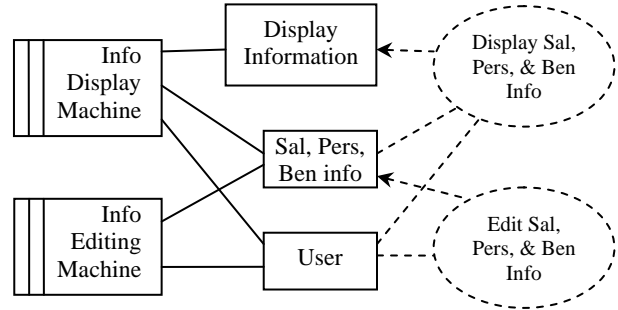 Info
Display
Machine
Display
Information
Display Sal,
Pers, & Ben
Info
Sal, Pers,
Ben info
Info
Editing
Machine
User
Edit Sal,
Pers, & Ben
Info